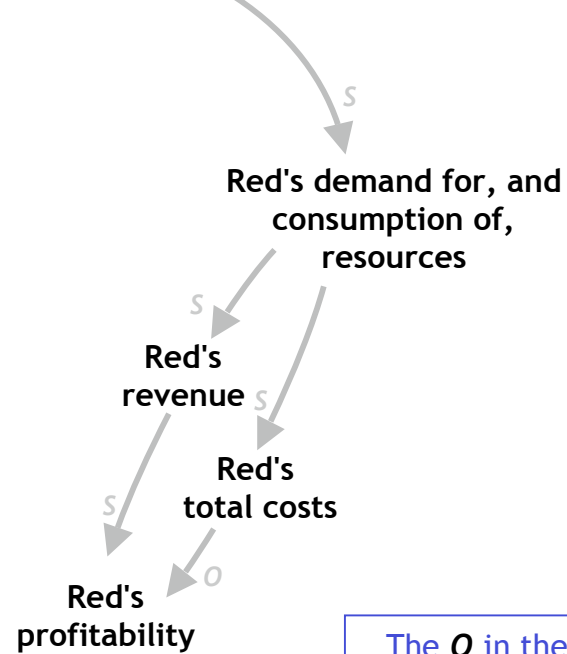 S
Red's demand for, and
consumption of,
resources
S
Red's
revenue
S
Red's
total costs
S
O
Red's
profitability
The O in the